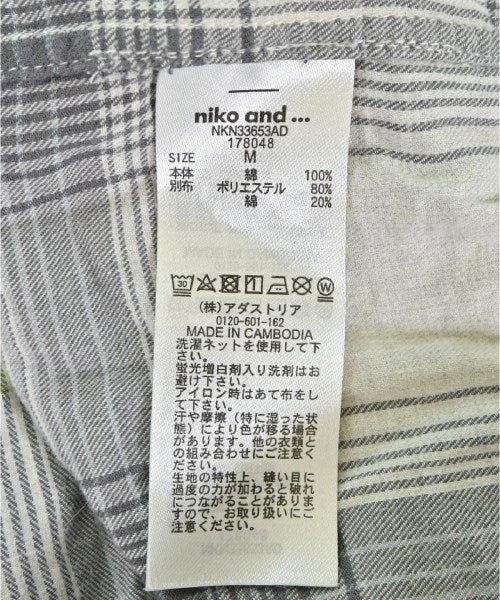 niko and ...
NKN33653AD
178048
SIZE M
本体 綿 100%
別布 ポリエステル 80%
綿 20%
30
(株)アダストリア
0120-601-162
MADE IN CAMBODIA
洗濯ネットを使用して下
さい。
蛍光増白剤入り洗剤はお
避け下さい。
アイロン時はあて布をし
て下さい。
汗や摩擦(特に湿った状
態)により色が移る場合
があります。他の衣類と
の組み合わせにご注意く
ださい。
生地の特性上、縫い目に
過度の力が加わると破れ
につながることがありま
すので、お取り扱いにご
注意ください。